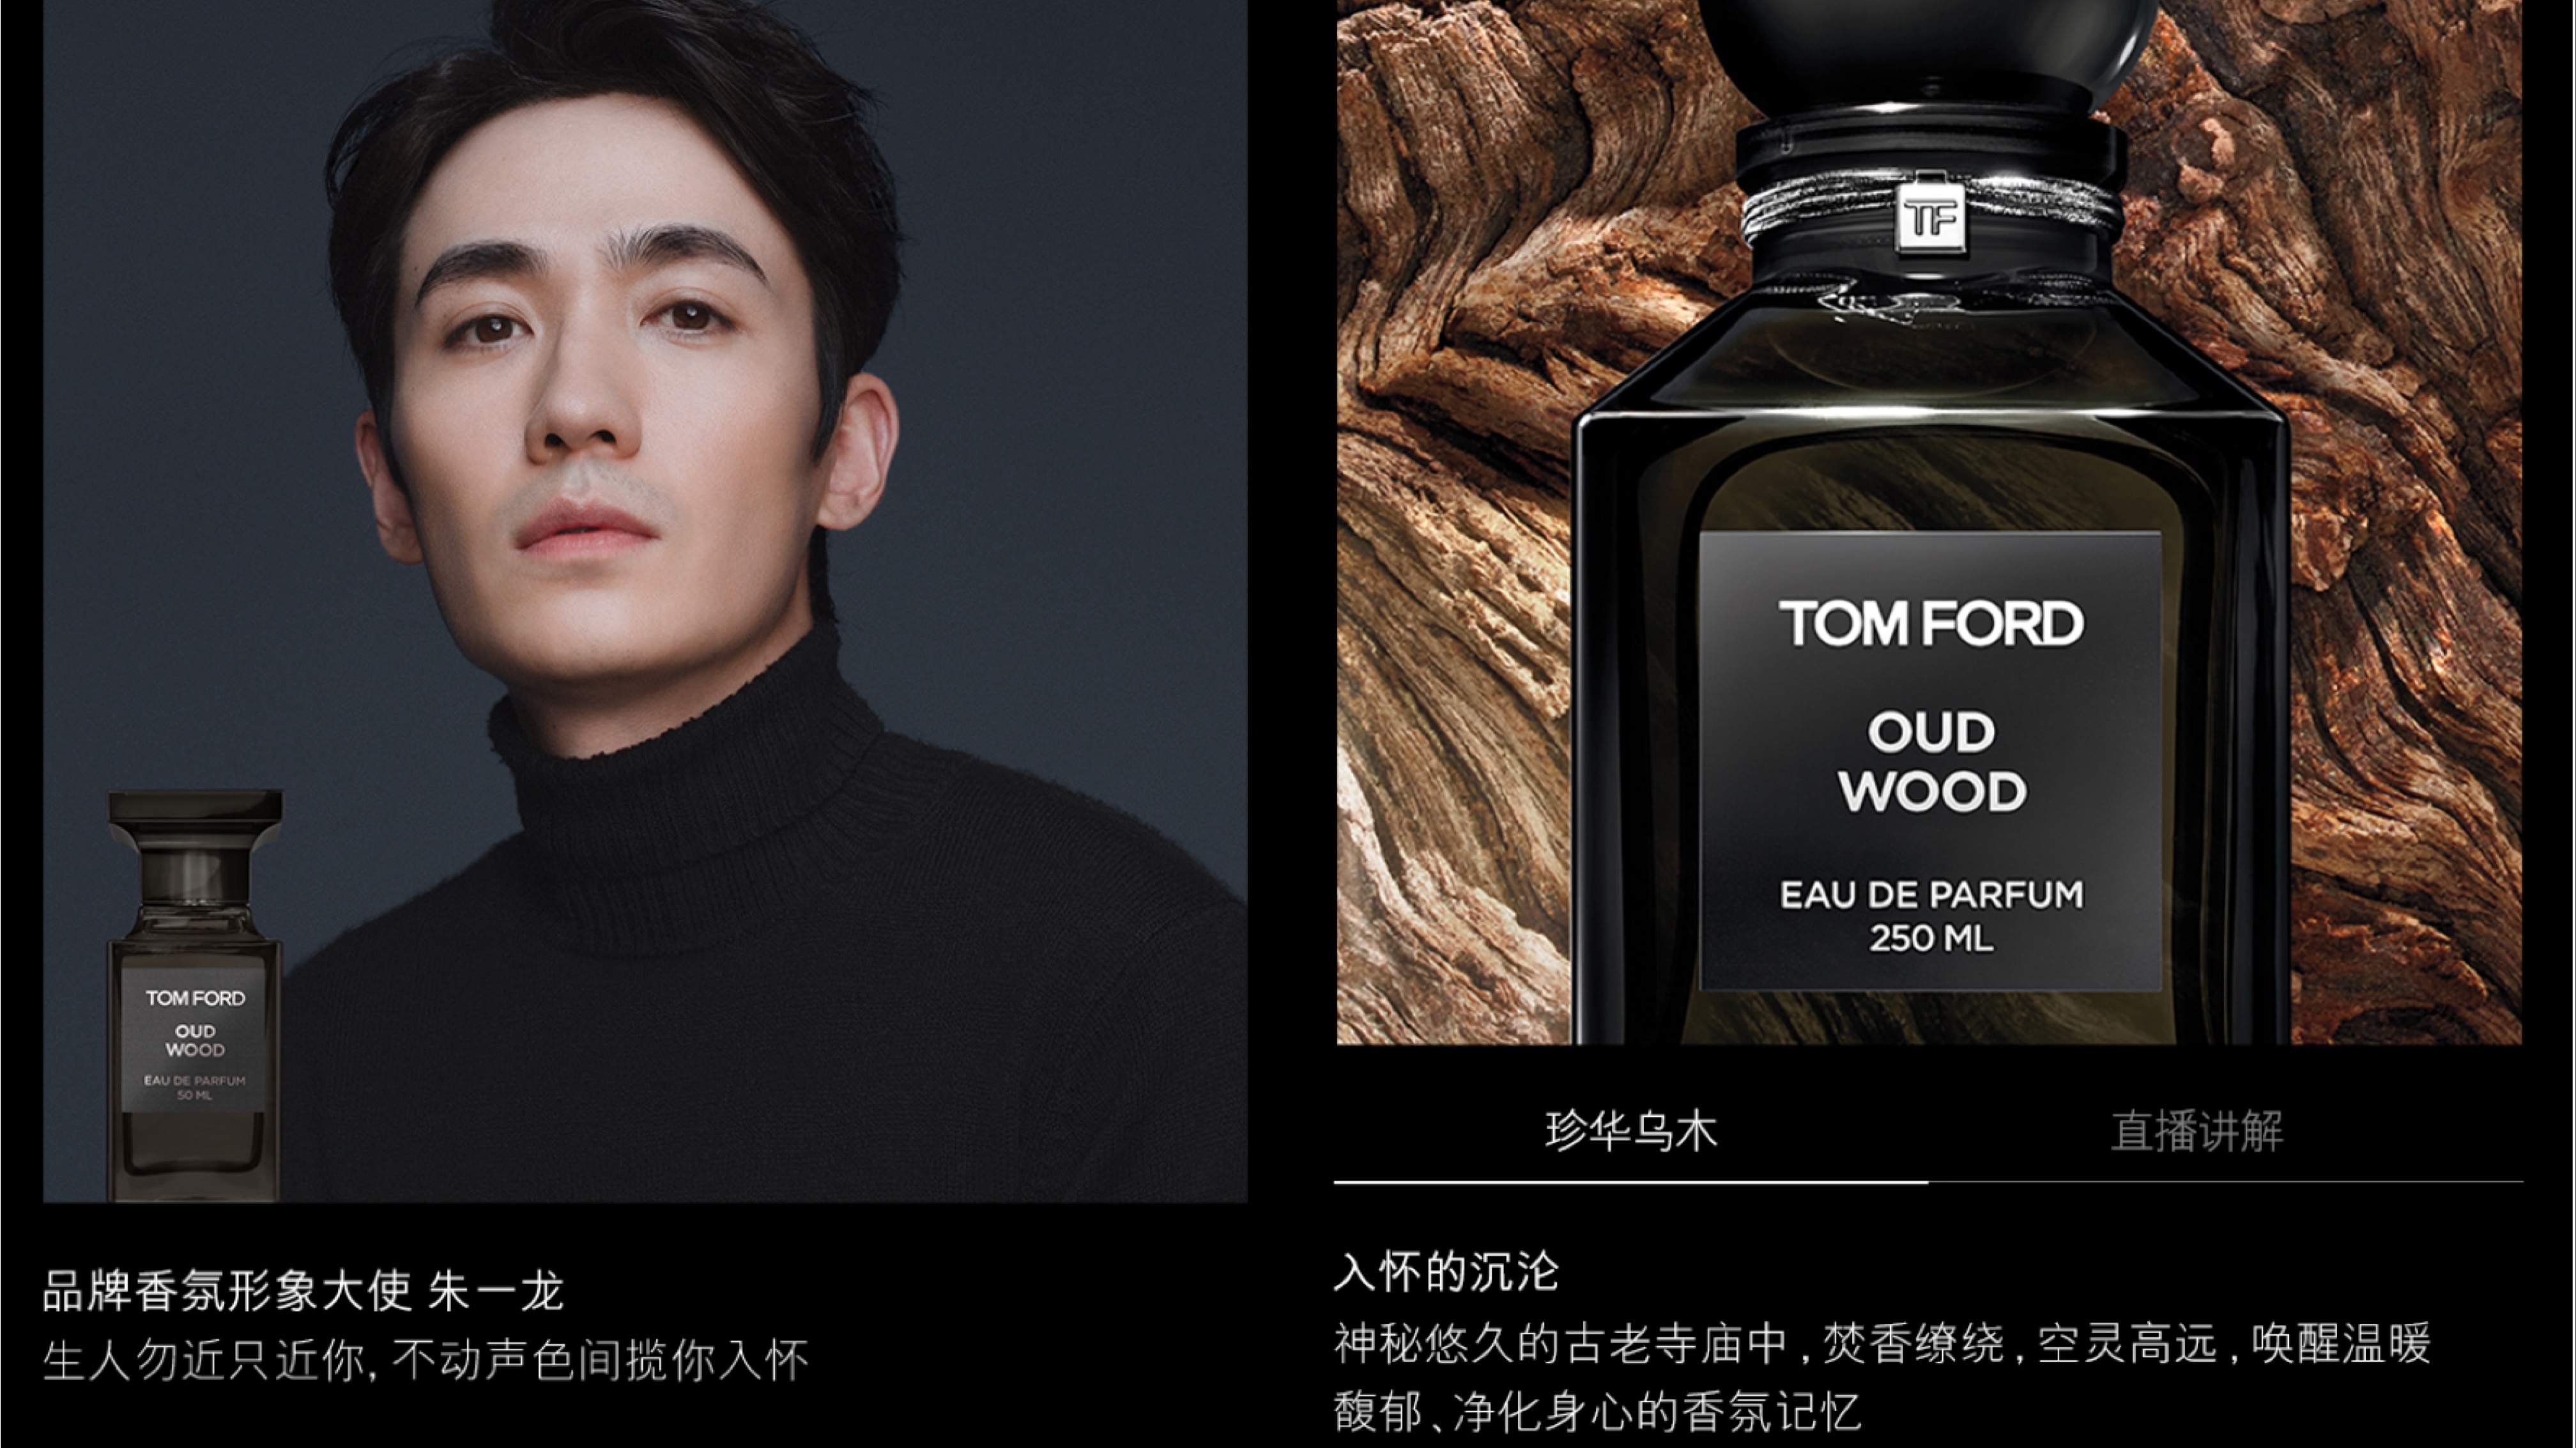 TOM FORD
OUD
WOOD
EAU DE PARFUM
50 ML
品牌香氛形象大使 朱一龙
生人勿近只近你, 不动声色间揽你入怀
TF
TOM FORD
OUD
WOOD
EAU DE PARFUM
250 ML
珍华乌木 直播讲解
入怀的沉沦
神秘悠久的古老寺庙中,焚香缭绕,空灵高远,唤醒温暖
馥郁、净化身心的香氛记忆